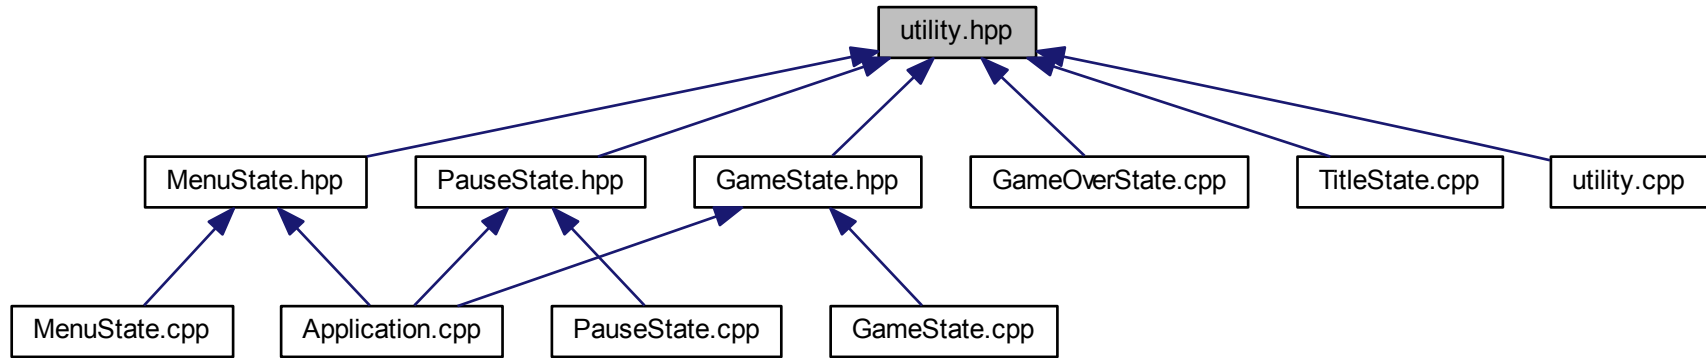 utility.hpp
MenuState.hpp
PauseState.hpp
GameState.hpp
GameOverState.cpp
TitleState.cpp
utility.cpp
MenuState.cpp
Application.cpp
PauseState.cpp
GameState.cpp